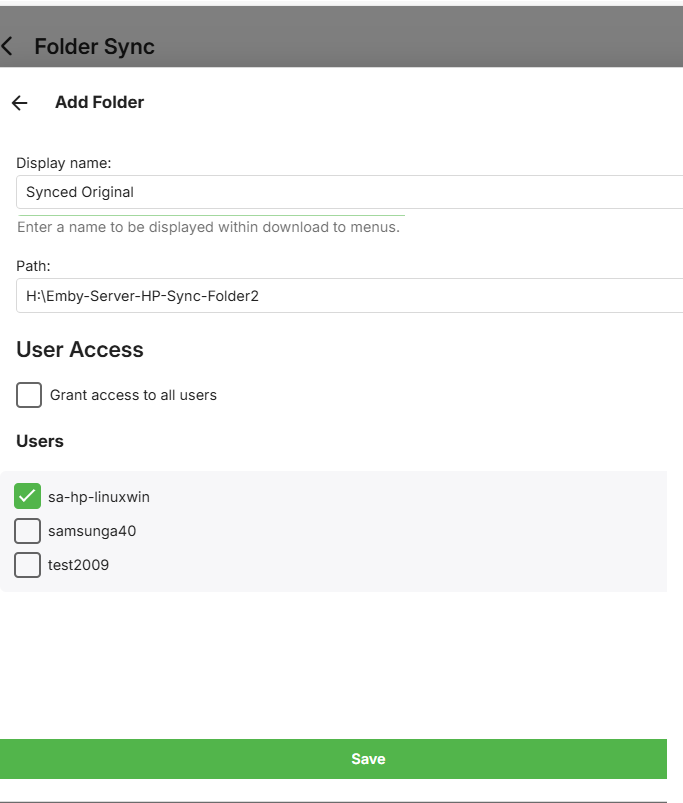 Folder Sync
Add Folder
Display name:
Synced Original
Enter a name to be displayed within download to menus.
Path:
H:\Emby-Server-HP-Sync-Folder2
User Access
Grant access to all users
Users
sa-hp-linuxwin
samsunga40
test2009
Save